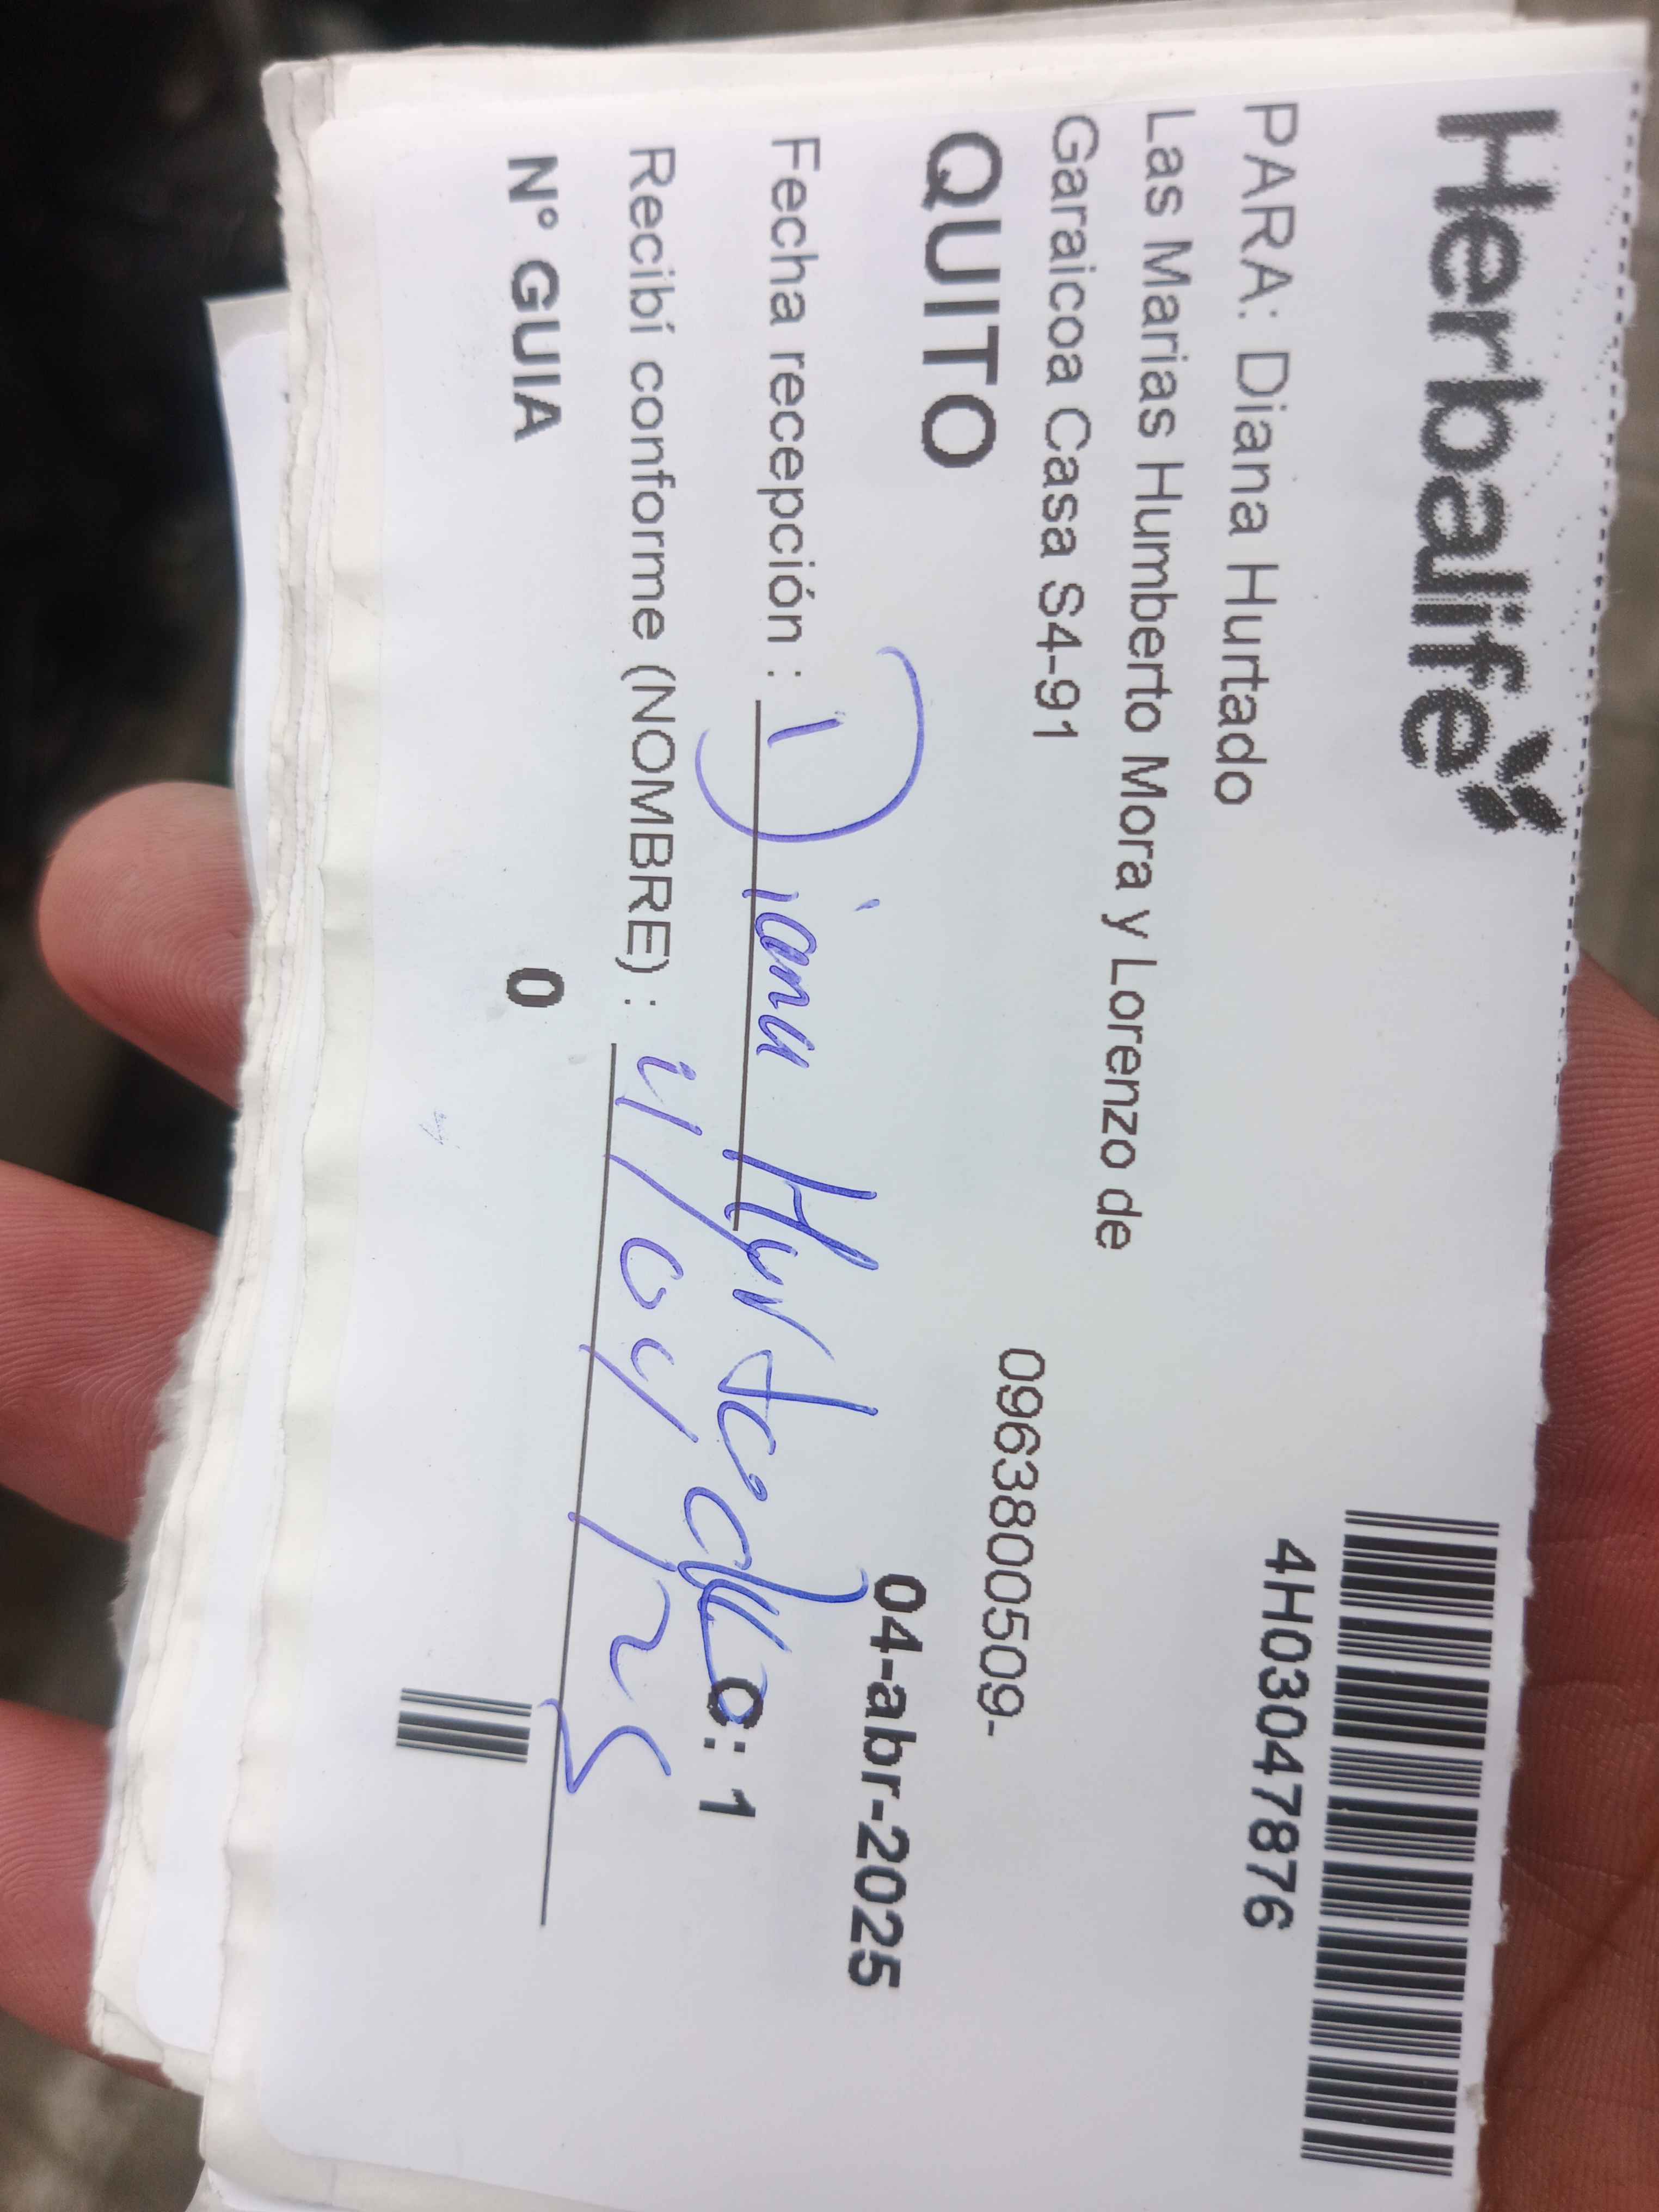 Herbalife
4H03047876
PARA: Diana Hurtado
Las Marias Humberto Mora y Lorenzo de
Garaicoa Casa S4-91
0963800509-
QUITO
04-abr-2025
Fecha recepción : Diana Hurtado o: 1
Recibí conforme (NOMBRE) : 4/04/25
N° GUIA 0